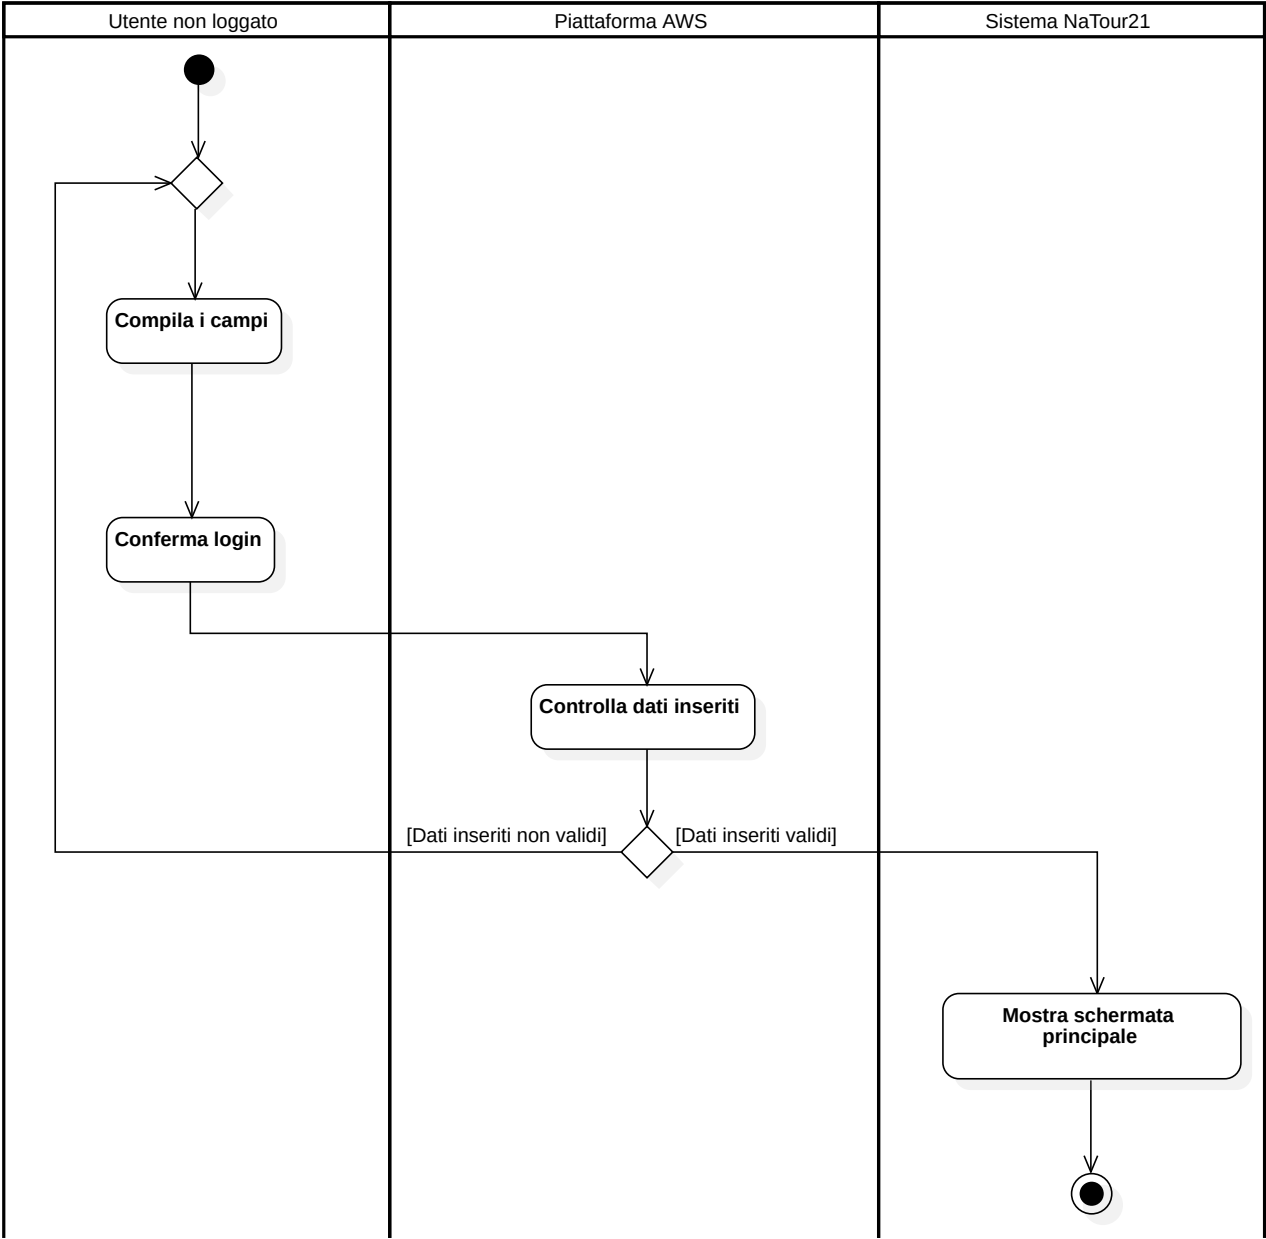 Utente non loggato
Piattaforma AWS
Sistema NaTour21
Compila i campi
Conferma login
Controlla dati inseriti
[Dati inseriti non validi]
[Dati inseriti validi]
Mostra schermata
principale